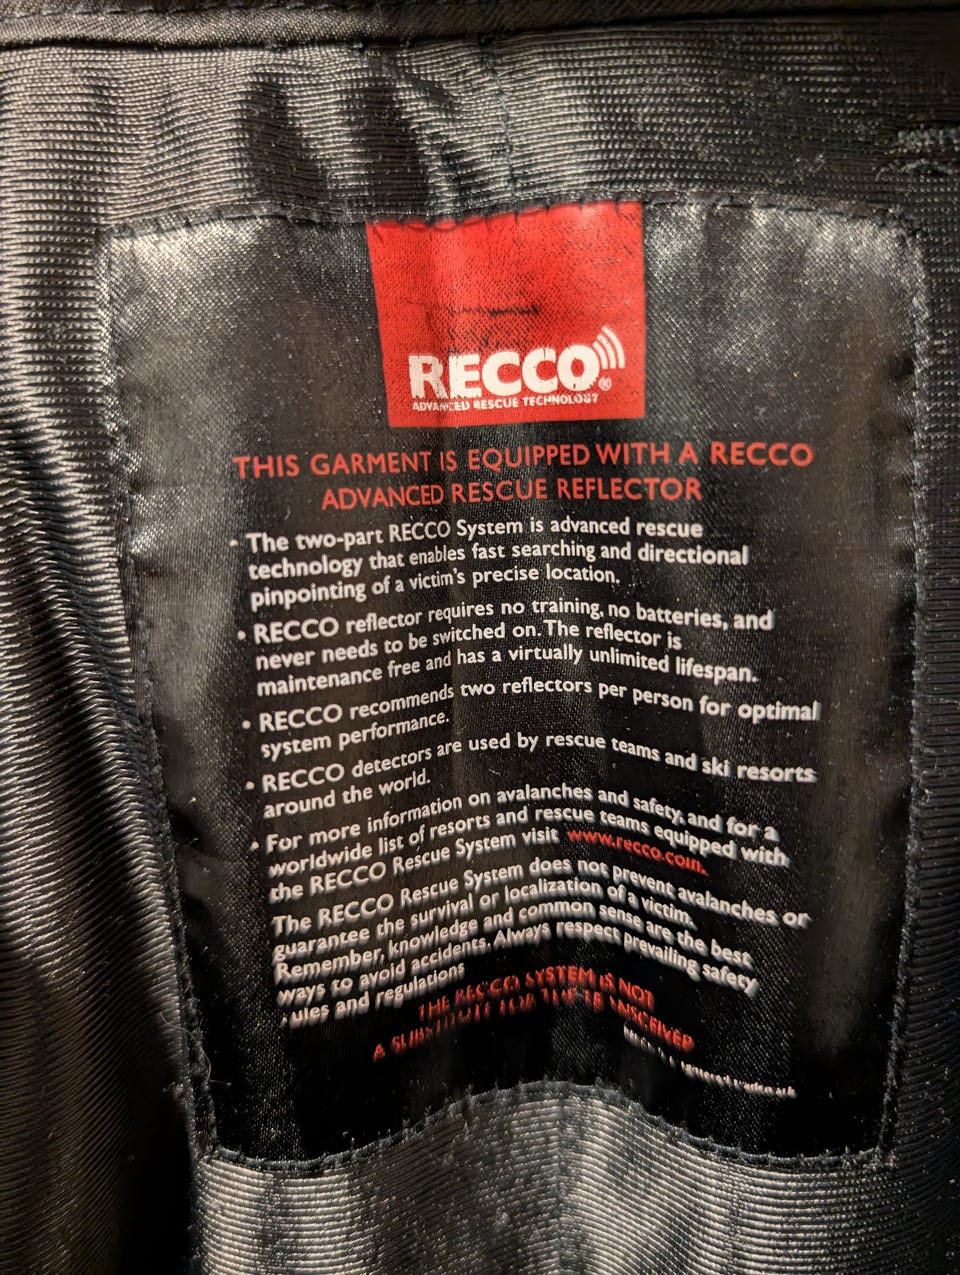 RECCO®
ADVANCED RESCUE TECHNOLOGY
THIS GARMENT IS EQUIPPED WITH A RECCO
ADVANCED RESCUE REFLECTOR
• The two-part RECCO System is advanced rescue
technology that enables fast searching and directional
pinpointing of a victim's precise location.
• RECCO reflector requires no training, no batteries, and
never needs to be switched on. The reflector is
maintenance free and has a virtually unlimited lifespan.
• RECCO recommends two reflectors per person for optimal
system performance.
• RECCO detectors are used by rescue teams and ski resorts
around the world.
• For more information on avalanches and safety, and for a
worldwide list of resorts and rescue teams equipped with
the RECCO Rescue System visit www.recco.com.
The RECCO Rescue System does not prevent avalanches or
guarantee the survival or localization of a victim.
Remember, knowledge and common sense are the best
ways to avoid accidents. Always respect prevailing safety
rules and regulations
THE RECCO SYSTEM IS NOT
A SUBSTITUTE FOR THE TRANSCEIVER